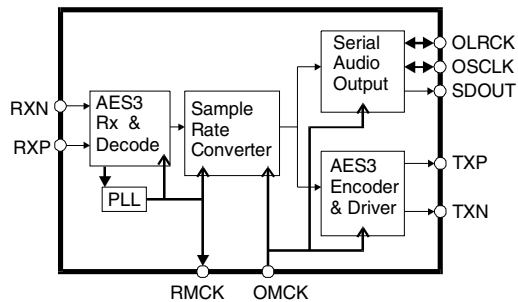 RXN
RXP
AES3
Rx &
Decode
PLL
Sample
Rate
Converter
Serial
Audio
Output
AES3
Encoder
& Driver
OLRCK
OSCLK
SDOUT
TXP
TXN
RMCK
OMCK